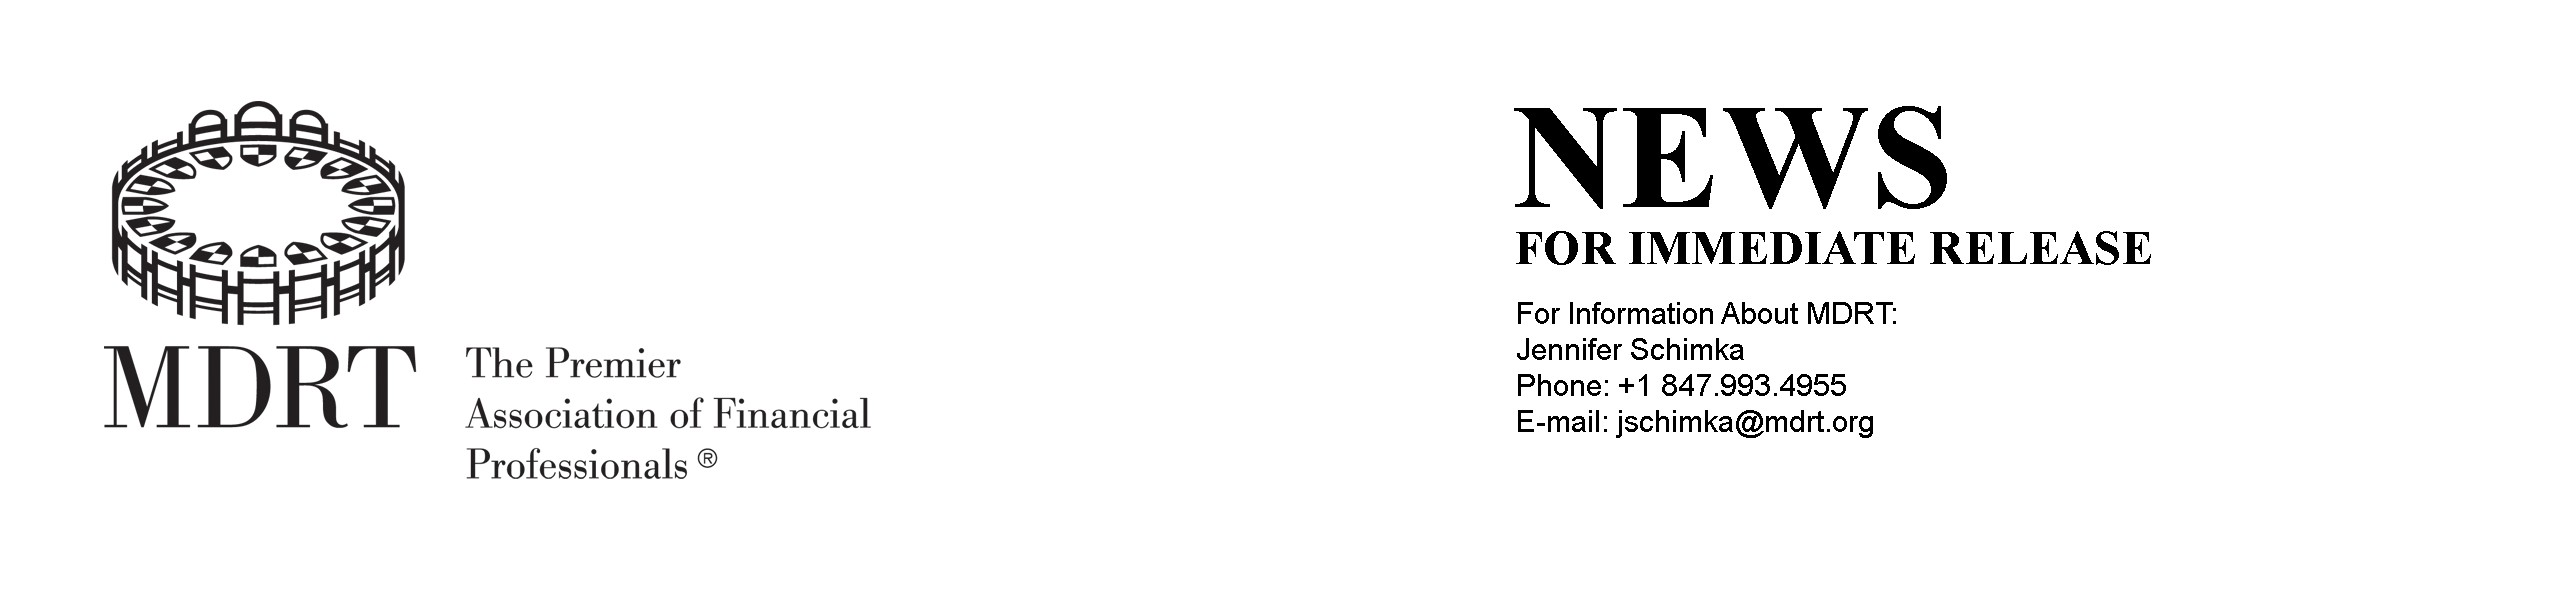 MDRT
The Premier
Association of Financial
Professionals ®
NEWS
FOR IMMEDIATE RELEASE
For Information About MDRT:
Jennifer Schimka
Phone: +1 847.993.4955
E-mail: jschimka@mdrt.org